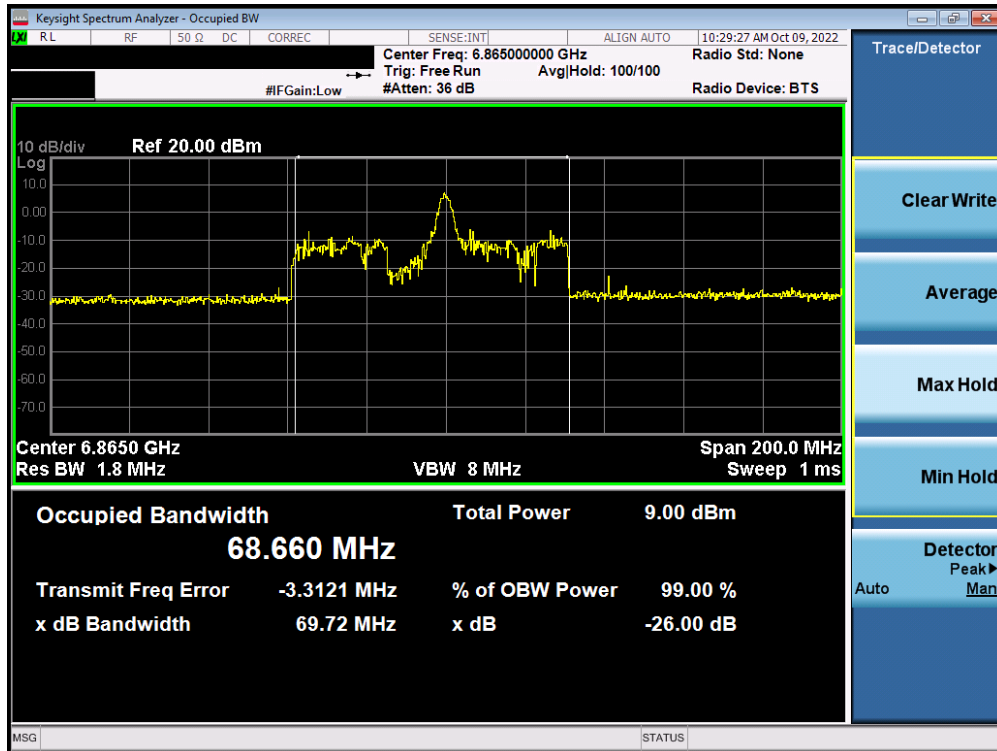 Keysight Spectrum Analyzer - Occupied BW
LXI RL RF 50 Ω DC CORREC SENSE:INT ALIGN AUTO 10:29:27 AM Oct 09, 2022
Center Freq: 6.865000000 GHz Radio Std: None
Trig: Free Run Avg|Hold: 100/100
#IFGain:Low #Atten: 36 dB Radio Device: BTS
10 dB/div Ref 20.00 dBm
Log
10.0
0.00
-10.0
-20.0
-30.0
-40.0
-50.0
-60.0
-70.0
Center 6.8650 GHz Span 200.0 MHz
Res BW 1.8 MHz VBW 8 MHz Sweep 1 ms
Occupied Bandwidth Total Power 9.00 dBm
68.660 MHz
Transmit Freq Error -3.3121 MHz % of OBW Power 99.00 %
x dB Bandwidth 69.72 MHz x dB -26.00 dB
MSG STATUS
Trace/Detector
Clear Write
Average
Max Hold
Min Hold
Detector
Peak▶
Auto Man